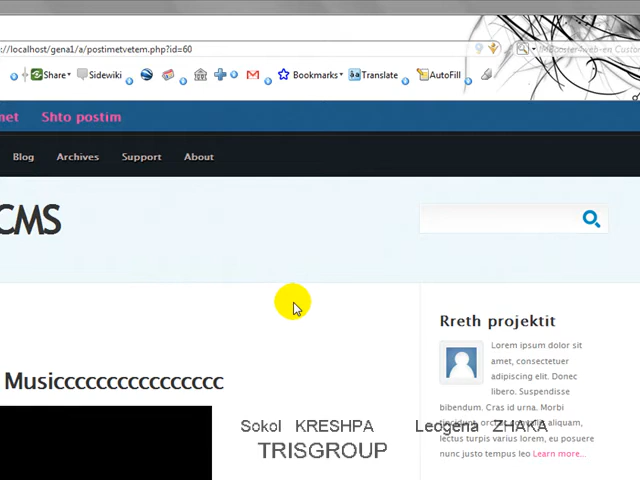 ://localhost/gena1/a/postimetvetem.php?id=60
Share Sidewiki Bookmarks Translate AutoFill
met Shto postim
Blog Archives Support About
CMS
Rreth projektit
Lorem ipsum dolor sit
amet, consectetuer
adipiscing elit. Donec
libero. Suspendisse
bibendum. Cras id urna. Morbi
tincidunt, orci ac convallis aliquam,
lectus turpis varius lorem, eu posuere
nunc justo tempus leo Learn more...
Musicccccccccccccccc
Sokol KRESHPA Leogena ZHAKA
TRISGROUP